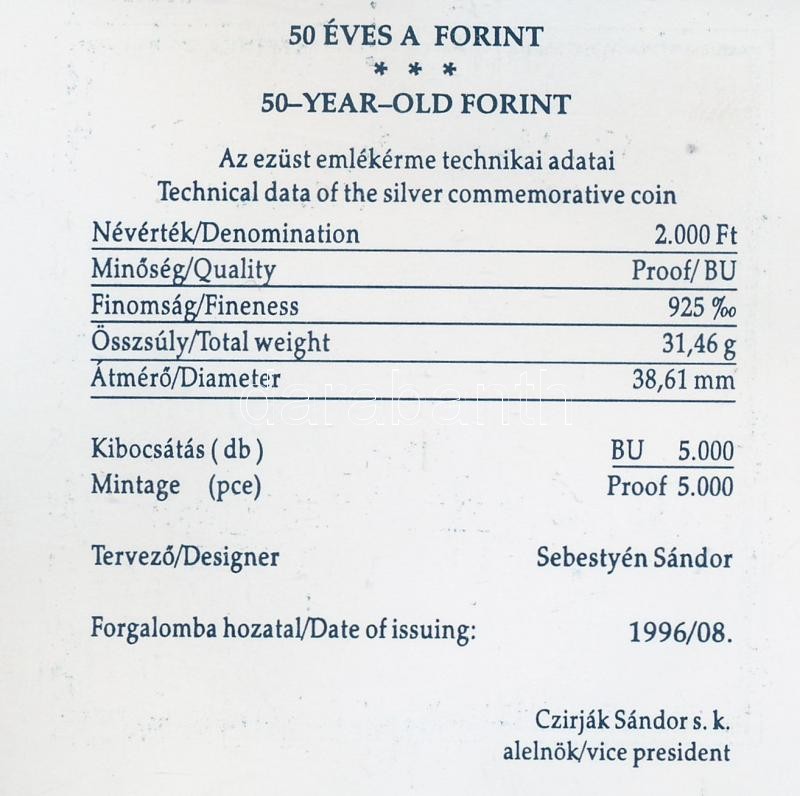 50 ÉVES A FORINT
* * *
50–YEAR–OLD FORINT
Az ezüst emlékérme technikai adatai
Technical data of the silver commemorative coin
Névérték/Denomination 2.000 Ft
Minőség/Quality Proof/ BU
Finomság/Fineness 925 ‰
Összsúly/Total weight 31,46 g
Átmérő/Diameter 38,61 mm
darabanth
Kibocsátás ( db ) BU 5.000
Mintage (pce) Proof 5.000
Tervező/Designer Sebestyén Sándor
Forgalomba hozatal/Date of issuing: 1996/08.
Czirják Sándor s. k.
alelnök/vice president